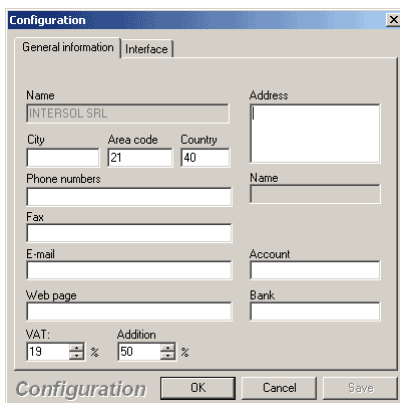 Configuration
General information Interface
Name Address
INTERSOL SRL
City Area code Country
21 40
Phone numbers Name
Fax
E-mail Account
Web page Bank
VAT: Addition
19 % 50 %
Configuration OK Cancel Save